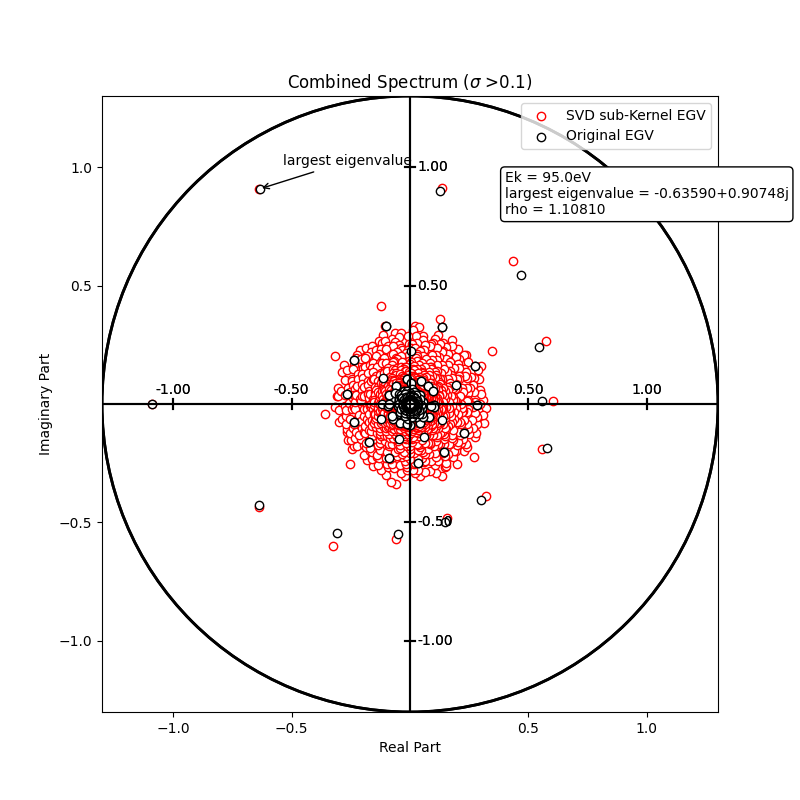 Combined Spectrum (σ >0.1)
SVD sub-Kernel EGV
Original EGV
largest eigenvalue
Ek = 95.0eV
largest eigenvalue = -0.63590+0.90748j
rho = 1.10810
1.0
0.5
0.0
−0.5
−1.0
1.00
0.50
-1.00
-0.50
0.50
1.00
-0.50
-1.00
−1.0
−0.5
0.5
1.0
Imaginary Part
Real Part